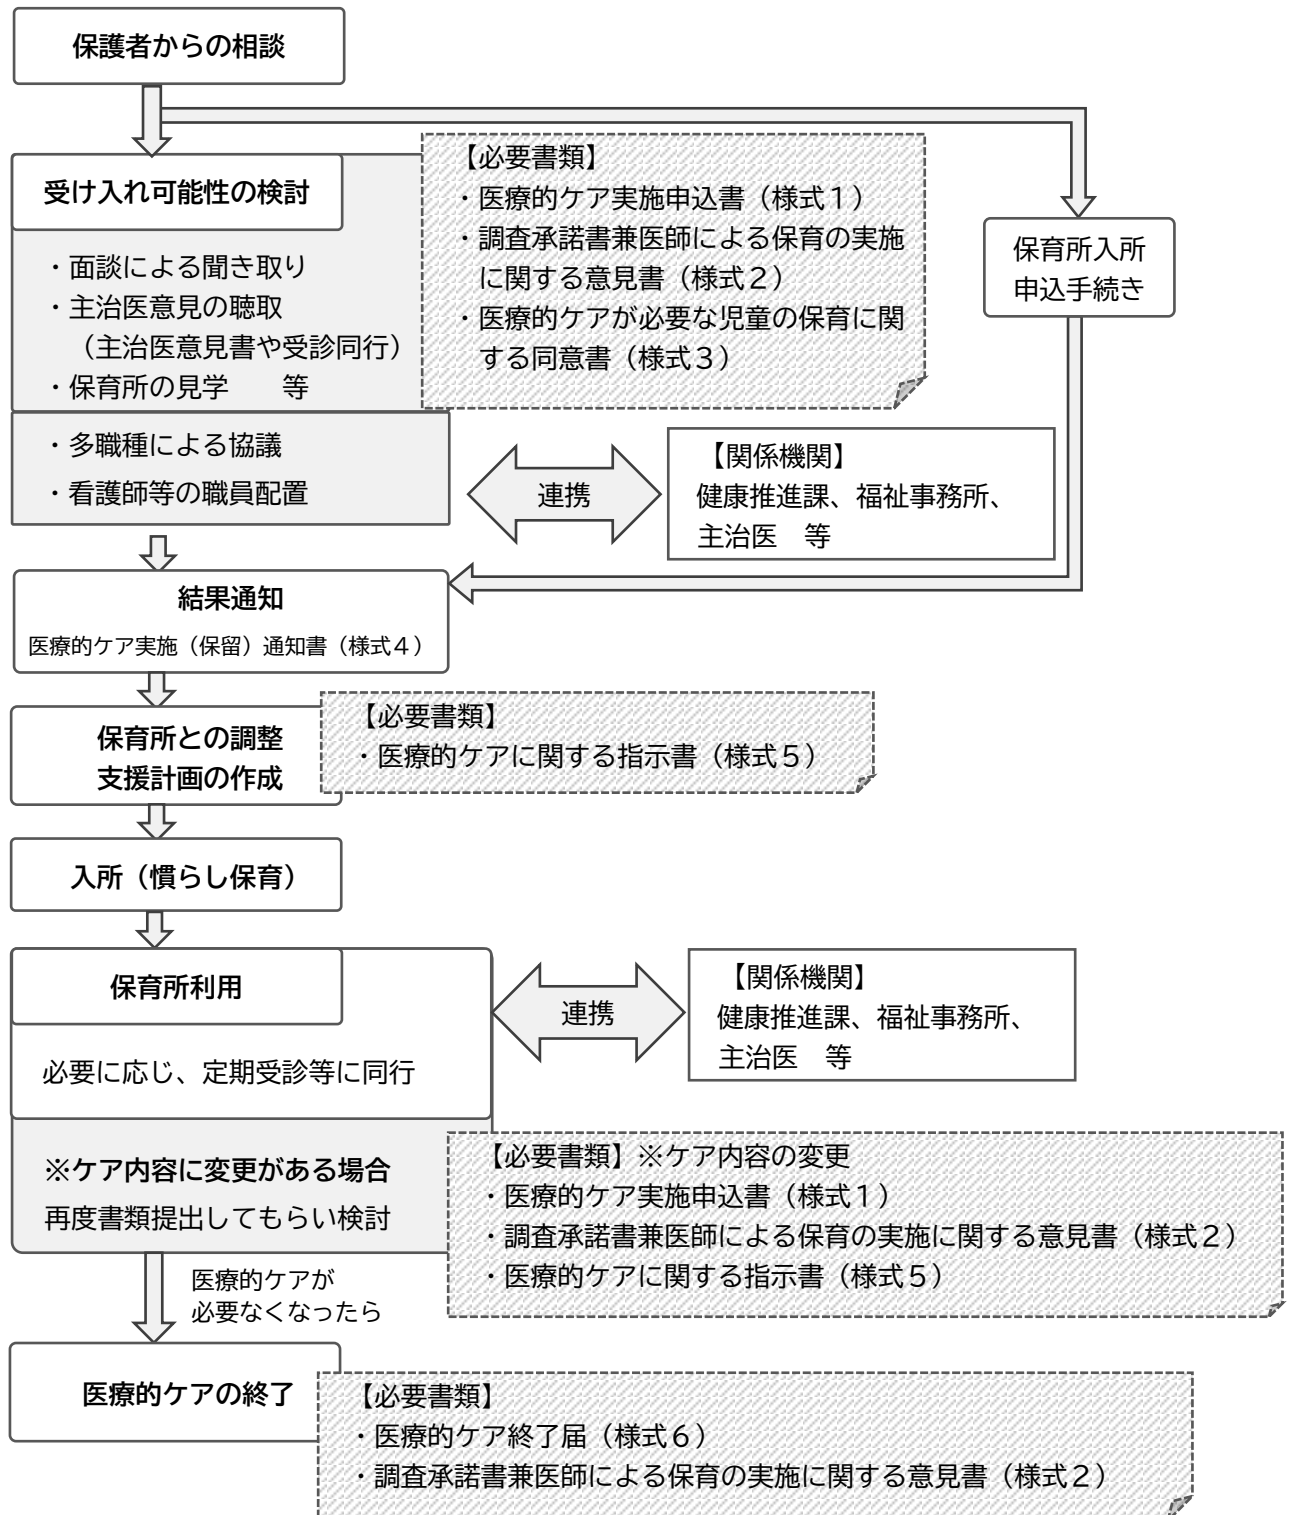 保護者からの相談
受け入れ可能性の検討
・面談による聞き取り
・主治医意見の聴取
（主治医意見書や受診同行）
・保育所の見学　　等
・多職種による協議
・看護師等の職員配置
【必要書類】
・医療的ケア実施申込書（様式１）
・調査承諾書兼医師による保育の実施
に関する意見書（様式２）
・医療的ケアが必要な児童の保育に関
する同意書（様式３）
保育所入所
申込手続き
連携
【関係機関】
健康推進課、福祉事務所、
主治医　等
結果通知
医療的ケア実施（保留）通知書（様式４）
保育所との調整
支援計画の作成
【必要書類】
・医療的ケアに関する指示書（様式５）
入所（慣らし保育）
保育所利用
必要に応じ、定期受診等に同行
連携
【関係機関】
健康推進課、福祉事務所、
主治医　等
※ケア内容に変更がある場合
再度書類提出してもらい検討
【必要書類】※ケア内容の変更
・医療的ケア実施申込書（様式１）
・調査承諾書兼医師による保育の実施に関する意見書（様式２）
・医療的ケアに関する指示書（様式５）
医療的ケアが
必要なくなったら
医療的ケアの終了
【必要書類】
・医療的ケア終了届（様式６）
・調査承諾書兼医師による保育の実施に関する意見書（様式２）